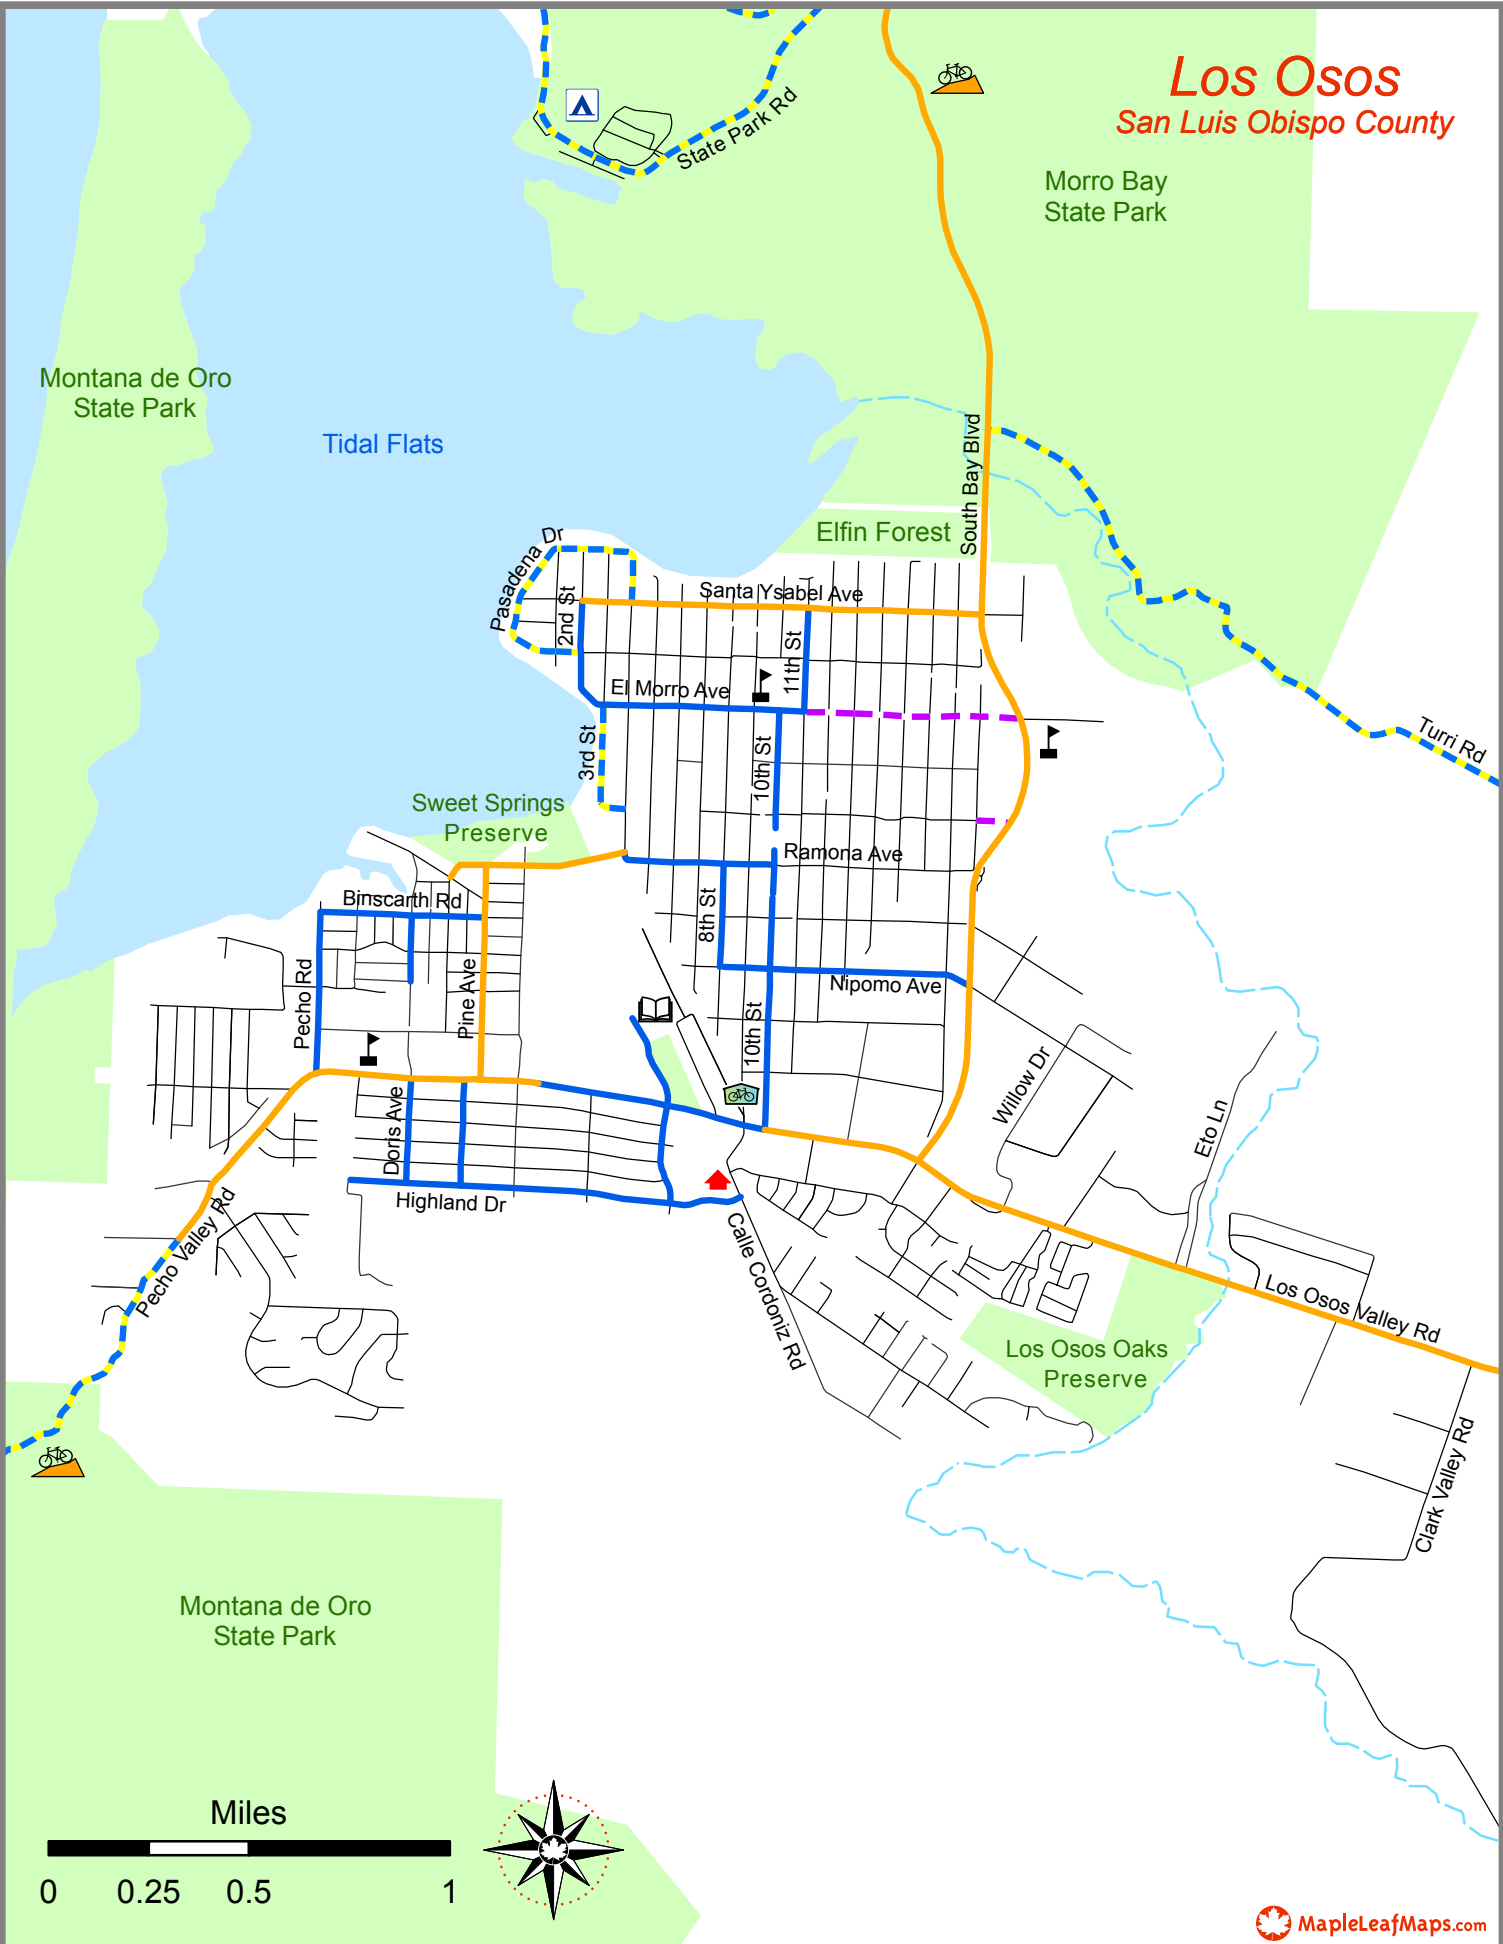 Los Osos
San Luis Obispo County
State Park Rd
Morro Bay
State Park
Montana de Oro
State Park
Tidal Flats
South Bay Blvd
Elfin Forest
Pasadena Dr
2nd St
Santa Ysabel Ave
11th St
El Morro Ave
3rd St
10th St
Turri Rd
Sweet Springs
Preserve
Ramona Ave
Binscarth Rd
8th St
Pecho Rd
Pine Ave
Nipomo Ave
10th St
Willow Dr
Doris Ave
Eto Ln
Highland Dr
Pecho Valley Rd
Calle Cordoniz Rd
Los Osos Valley Rd
Los Osos Oaks
Preserve
Clark Valley Rd
Montana de Oro
State Park
Miles
0 0.25 0.5 1
MapleLeafMaps.com